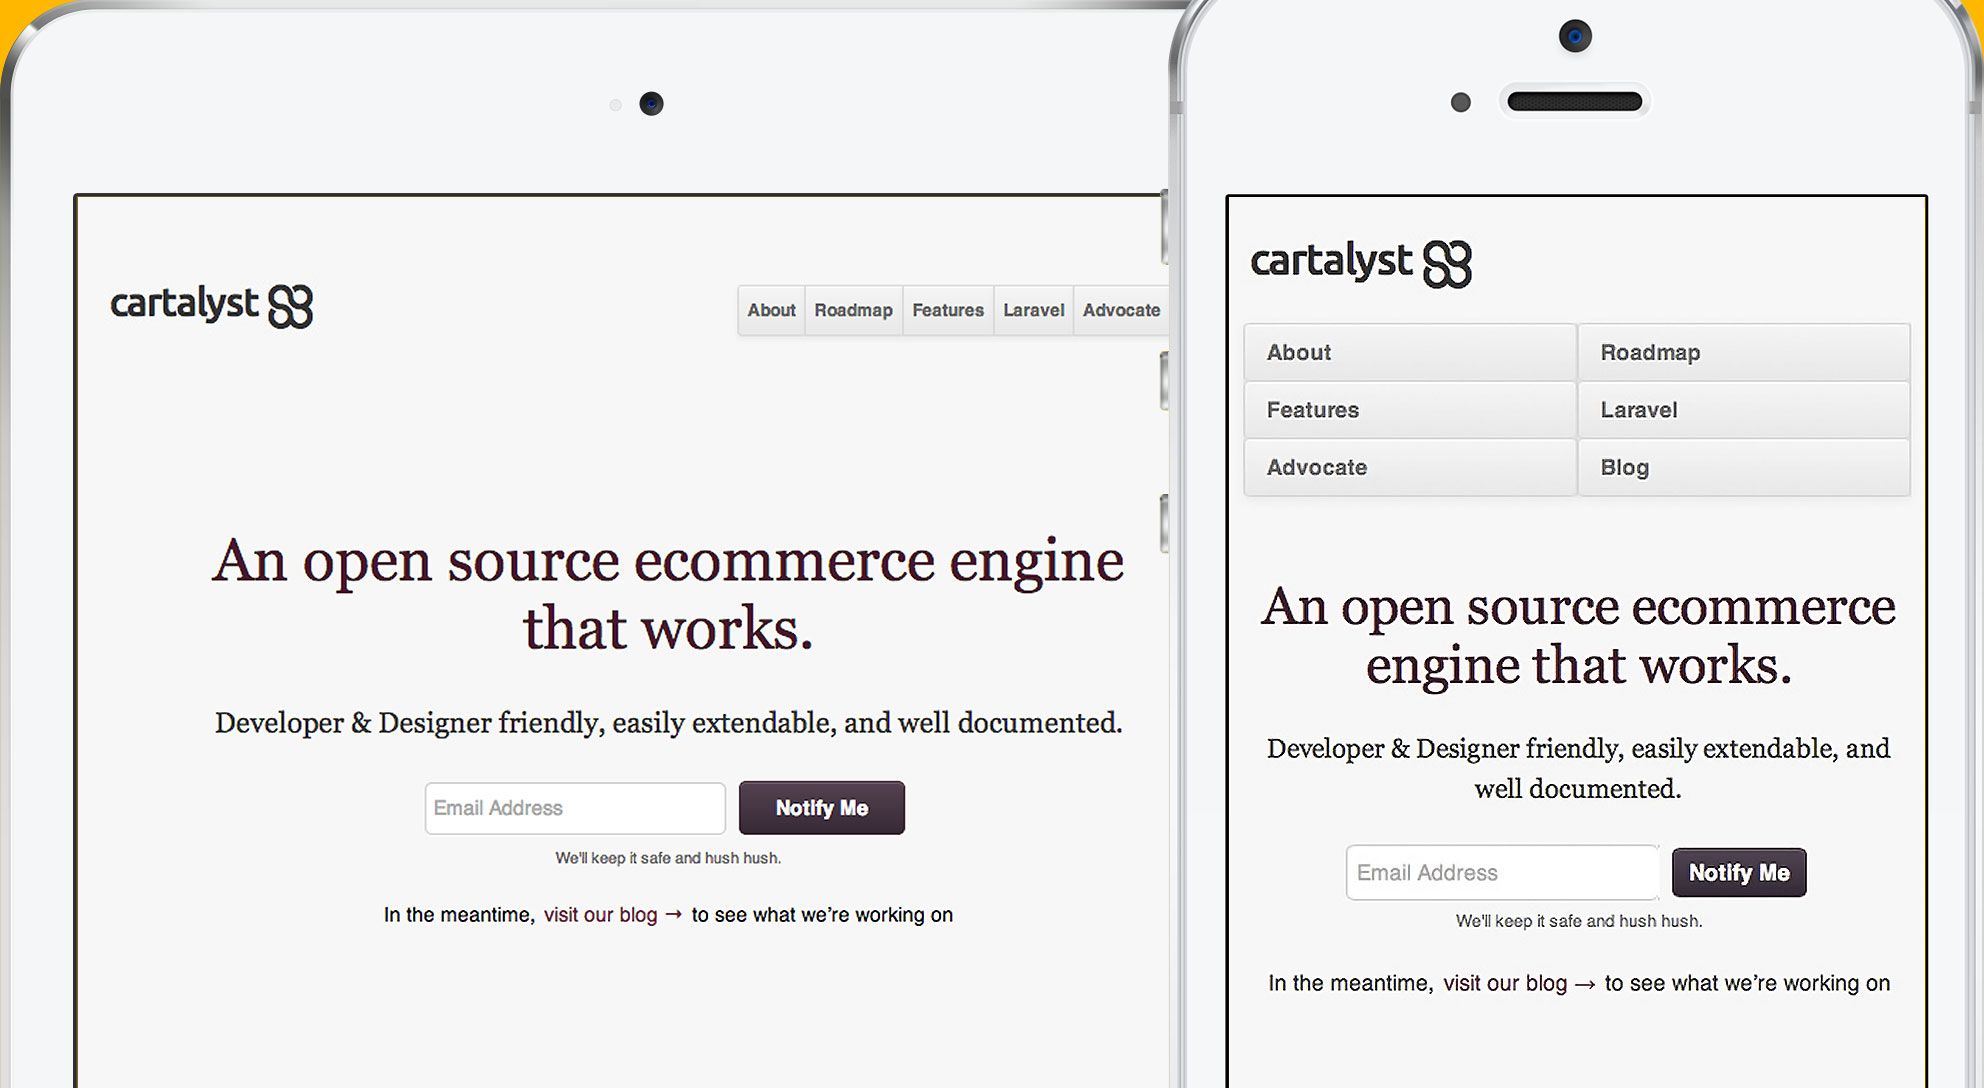 cartalyst
About Roadmap Features Laravel Advocate
An open source ecommerce engine
that works.
Developer & Designer friendly, easily extendable, and well documented.
Email Address Notify Me
We'll keep it safe and hush hush.
In the meantime, visit our blog → to see what we're working on
cartalyst
About Roadmap
Features Laravel
Advocate Blog
An open source ecommerce
engine that works.
Developer & Designer friendly, easily extendable, and
well documented.
Email Address Notify Me
We'll keep it safe and hush hush.
In the meantime, visit our blog → to see what we're working on